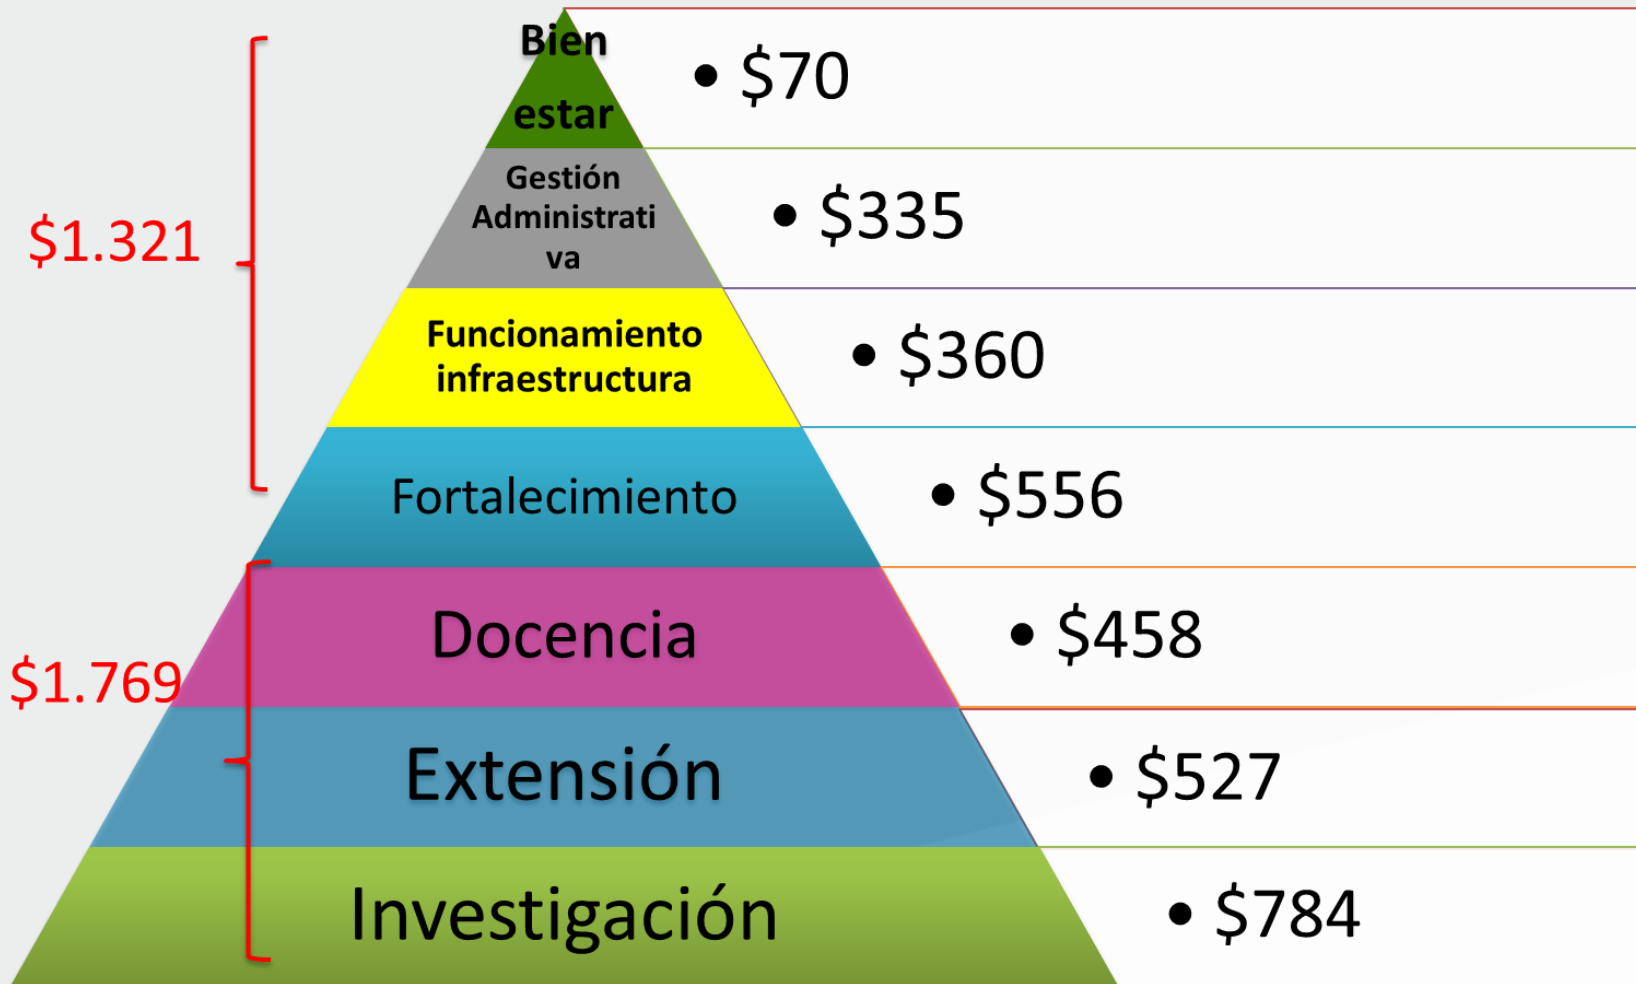 Bien
estar
• $70
Gestión
Administrati
va
• $335
$1.321
Funcionamiento
infraestructura
• $360
Fortalecimiento
• $556
Docencia
• $458
$1.769
Extensión
• $527
Investigación
• $784